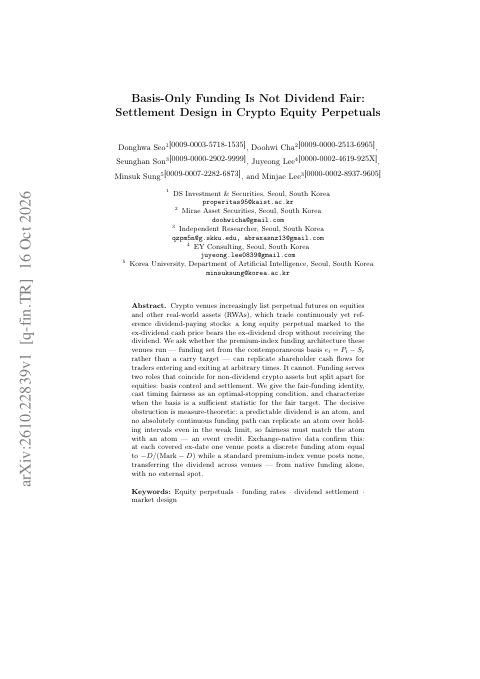 arXiv:2610.22839v1 [q-fin.TR] 16 Oct 2026
Basis-Only Funding Is Not Dividend Fair:
Settlement Design in Crypto Equity Perpetuals
Donghwa Seo1[0009-0003-5718-1535], Doohwi Cha2[0009-0000-2513-6965],
Seunghan Son3[0009-0000-2902-9999], Juyeong Lee4[0000-0002-4619-925X],
Minsuk Sung5[0009-0007-2282-6873], and Minjae Lee3[0000-0002-8937-9605]
1 DS Investment & Securities, Seoul, South Korea
properitas95@kaist.ac.kr
2 Mirae Asset Securities, Seoul, South Korea
doohwicha@gmail.com
3 Independent Researcher, Seoul, South Korea
qzpm5n@g.skku.edu, abraxasnz13@gmail.com
4 EY Consulting, Seoul, South Korea
juyeong.lee0839@gmail.com
5 Korea University, Department of Artificial Intelligence, Seoul, South Korea
minsuksung@korea.ac.kr
Abstract. Crypto venues increasingly list perpetual futures on equities
and other real-world assets (RWAs), which trade continuously yet ref-
erence dividend-paying stocks: a long equity perpetual marked to the
ex-dividend cash price bears the ex-dividend drop without receiving the
dividend. We ask whether the premium-index funding architecture these
venues run — funding set from the contemporaneous basis et = Pt − St
rather than a carry target — can replicate shareholder cash flows for
traders entering and exiting at arbitrary times. It cannot. Funding serves
two roles that coincide for non-dividend crypto assets but split apart for
equities: basis control and settlement. We give the fair-funding identity,
cast timing fairness as an optimal-stopping condition, and characterize
when the basis is a sufficient statistic for the fair target. The decisive
obstruction is measure-theoretic: a predictable dividend is an atom, and
no absolutely continuous funding path can replicate an atom over hold-
ing intervals even in the weak limit, so fairness must match the atom
with an atom — an event credit. Exchange-native data confirm this:
at each covered ex-date one venue posts a discrete funding atom equal
to −D/(Mark − D) while a standard premium-index venue posts none,
transferring the dividend across venues — from native funding alone,
with no external spot.
Keywords: Equity perpetuals · funding rates · dividend settlement ·
market design